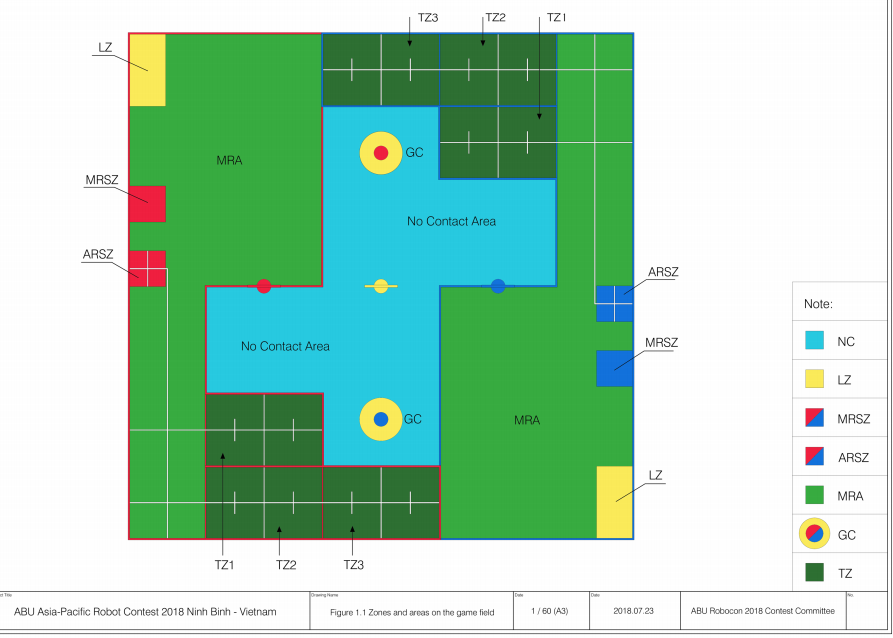 TZ3 TZ2 TZ1
LZ
MRA
GC
MRSZ
No Contact Area
ARSZ
ARSZ
Note:
MRSZ
NC
No Contact Area
LZ
GC
MRA
MRSZ
ARSZ
LZ
MRA
GC
TZ1 TZ2 TZ3
TZ
Drawing Name
Date
Date
No.
ABU Asia-Pacific Robot Contest 2018 Ninh Binh - Vietnam
Figure 1.1 Zones and areas on the game field
1 / 60 (A3)
2018.07.23
ABU Robocon 2018 Contest Committee